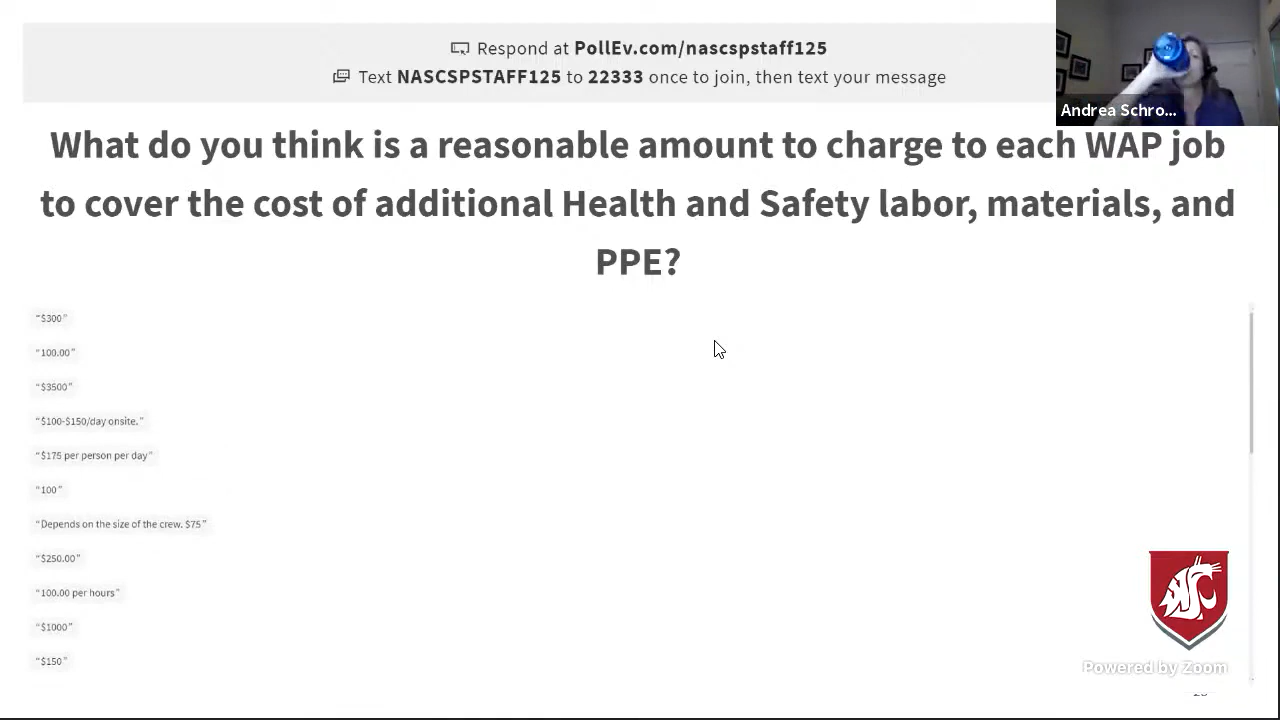 Respond at PollEv.com/nascspstaff125
Text NASCSPSTAFF125 to 22333 once to join, then text your message
Andrea Schro...
What do you think is a reasonable amount to charge to each WAP job
to cover the cost of additional Health and Safety labor, materials, and
PPE?
“$300”
“100.00”
“$3500”
“$100-$150/day onsite.”
“$175 per person per day”
“100”
“Depends on the size of the crew. $75”
“$250.00”
“100.00 per hours”
“$1000”
“$150”
Powered by Zoom